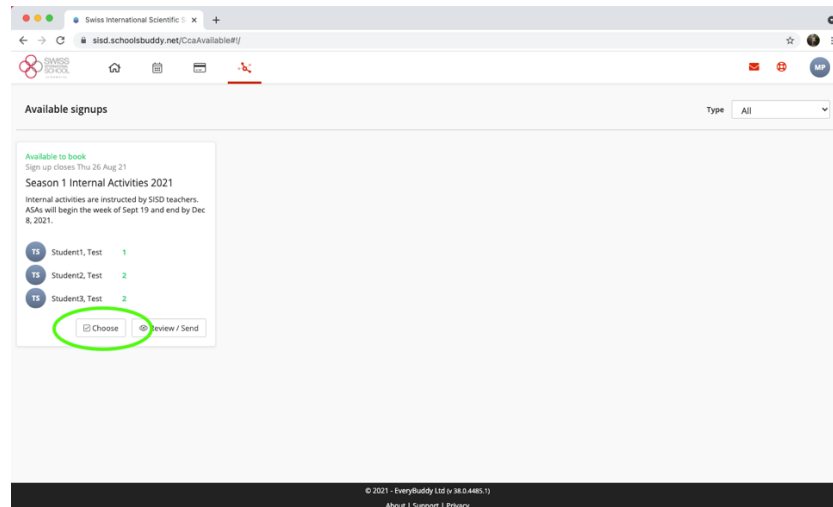 Swiss International Scientific S
sisd.schoolsbuddy.net/CcaAvailable#!/
SWISS
SCHOOL
MP
Available signups
Type
All
Available to book
Sign up closes Thu 26 Aug 21
Season 1 Internal Activities 2021
Internal activities are instructed by SISD teachers.
ASAs will begin the week of Sept 19 and end by Dec
8, 2021.
TS Student1, Test 1
TS Student2, Test 2
TS Student3, Test 2
Choose
Review / Send
© 2021 - EveryBuddy Ltd (v 38.0.4485.1)
About | Support | Privacy